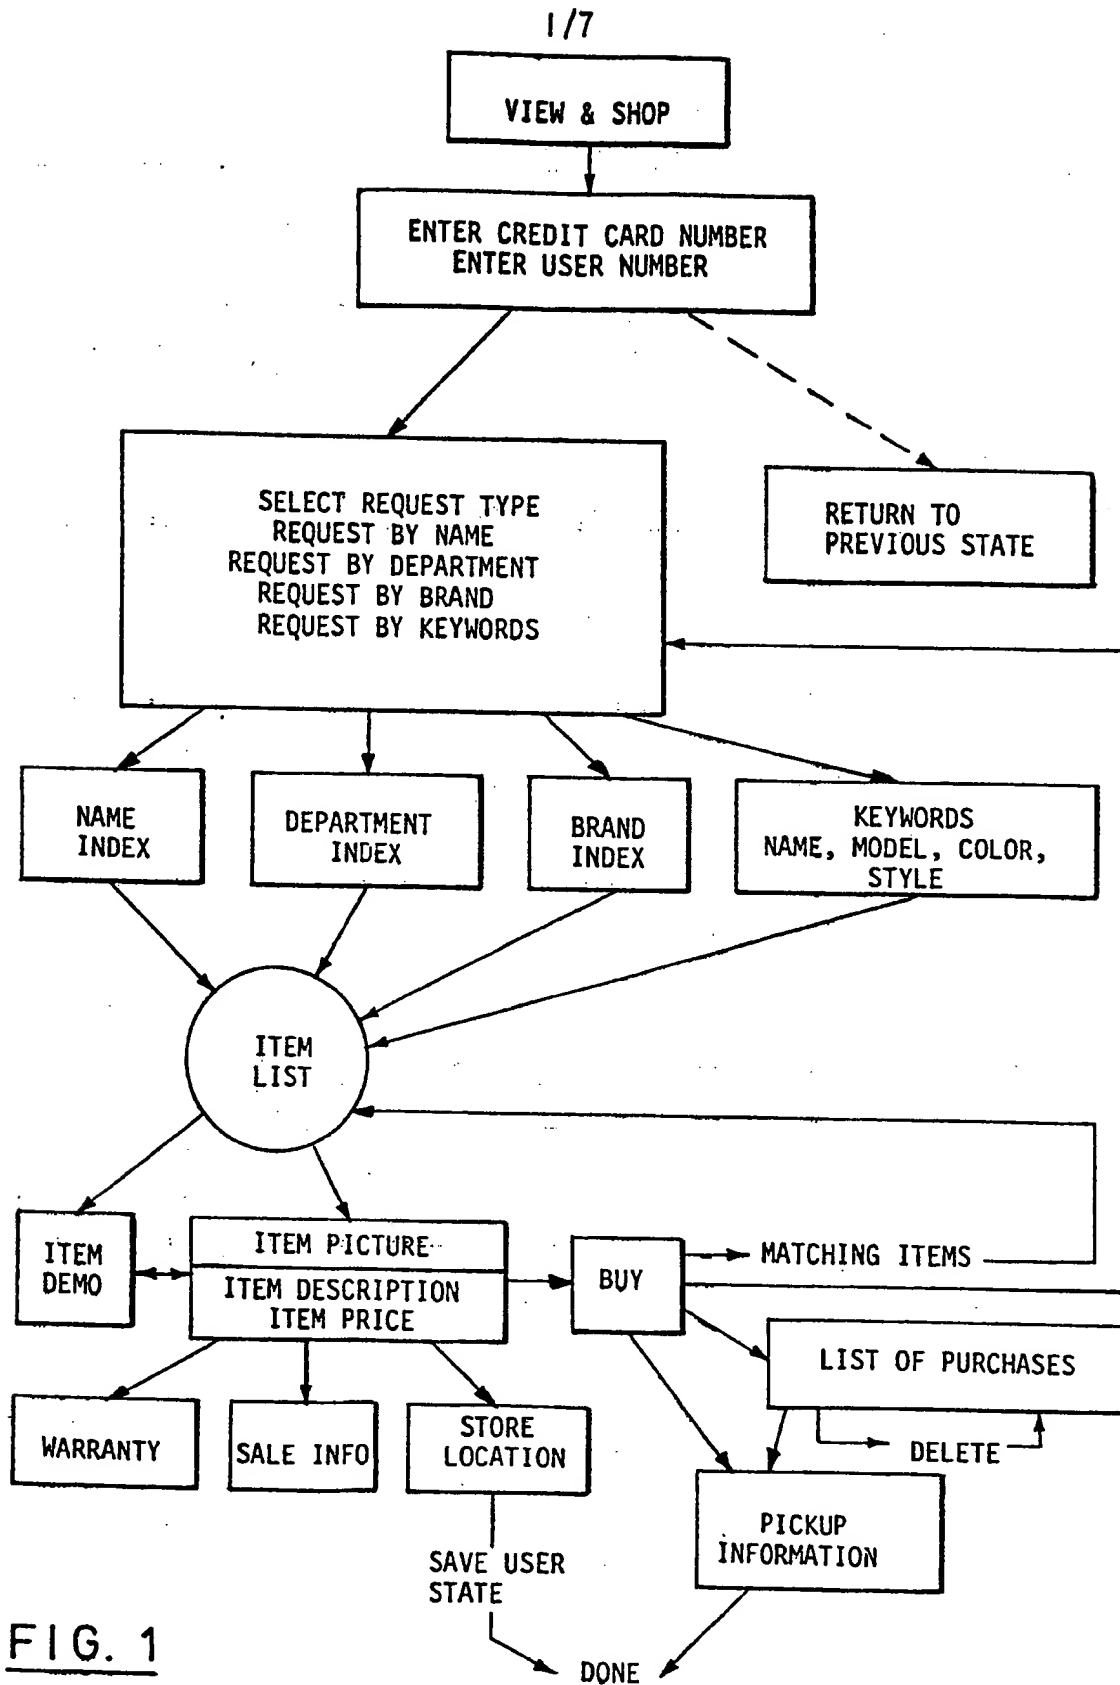 1/7
VIEW & SHOP
ENTER CREDIT CARD NUMBER
ENTER USER NUMBER
SELECT REQUEST TYPE
REQUEST BY NAME
REQUEST BY DEPARTMENT
REQUEST BY BRAND
REQUEST BY KEYWORDS
RETURN TO
PREVIOUS STATE
NAME
INDEX
DEPARTMENT
INDEX
BRAND
INDEX
KEYWORDS
NAME, MODEL, COLOR,
STYLE
ITEM
LIST
ITEM
DEMO
ITEM PICTURE
ITEM DESCRIPTION
ITEM PRICE
BUY
MATCHING ITEMS
LIST OF PURCHASES
DELETE
WARRANTY
SALE INFO
STORE
LOCATION
PICKUP
INFORMATION
SAVE USER
STATE
DONE
FIG. 1